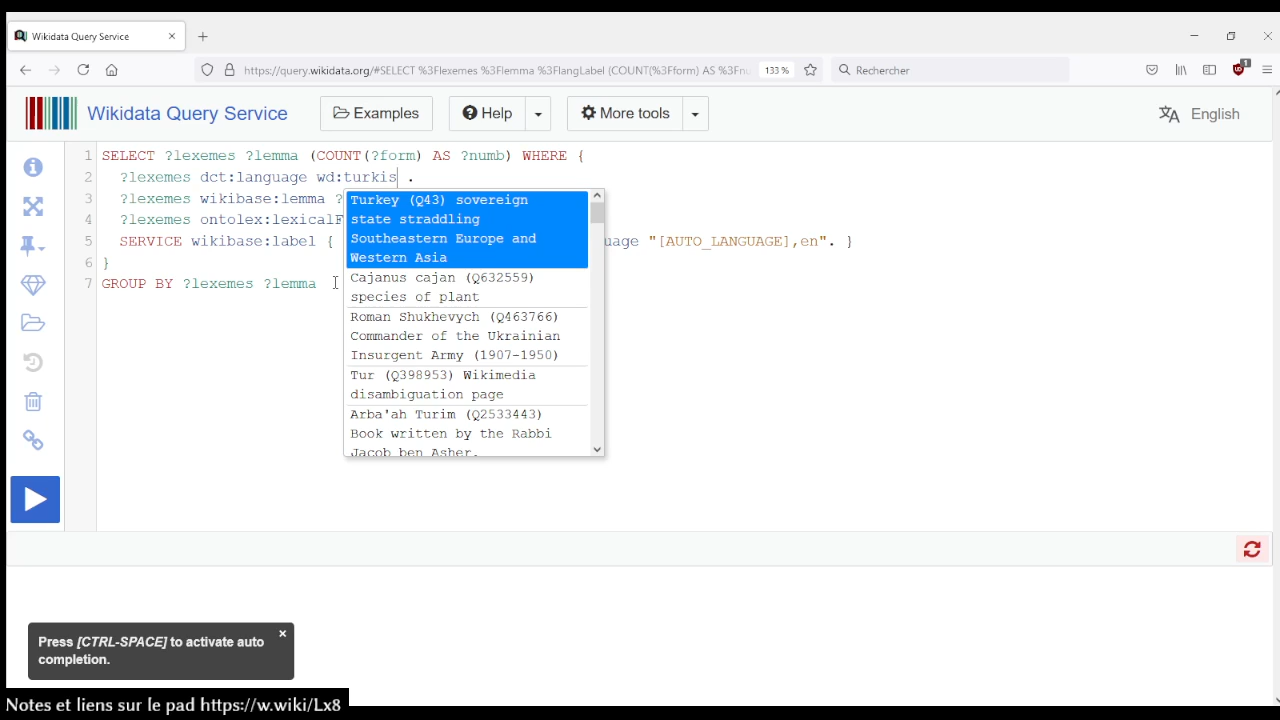 Wikidata Query Service
https://query.wikidata.org/#SELECT %3Flexemes %3Flemma %3FlangLabel (COUNT(%3Fform) AS %3Fnu
133 %
Rechercher
1
Wikidata Query Service
Examples
Help
More tools
English
1 SELECT ?lexemes ?lemma (COUNT(?form) AS ?numb) WHERE {
2 ?lexemes dct:language wd:turkis .
3 ?lexemes wikibase:lemma ?
4 ?lexemes ontolex:lexicalF
5 SERVICE wikibase:label { uage "[AUTO_LANGUAGE],en". }
6 }
7 GROUP BY ?lexemes ?lemma
Turkey (Q43) sovereign
state straddling
Southeastern Europe and
Western Asia
Cajanus cajan (Q632559)
species of plant
Roman Shukhevych (Q463766)
Commander of the Ukrainian
Insurgent Army (1907-1950)
Tur (Q398953) Wikimedia
disambiguation page
Arba'ah Turim (Q2533443)
Book written by the Rabbi
Jacob ben Asher.
Press [CTRL-SPACE] to activate auto
completion.
Notes et liens sur le pad https://w.wiki/Lx8